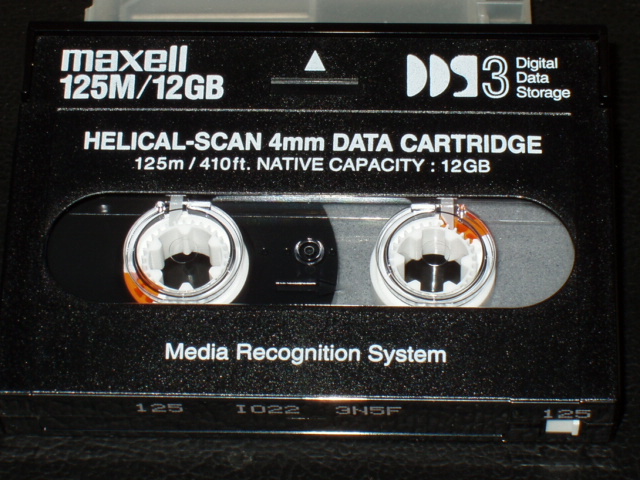 maxell
125M/12GB
DDS3 Digital
Data
Storage
HELICAL-SCAN 4mm DATA CARTRIDGE
125m / 410ft. NATIVE CAPACITY : 12GB
Media Recognition System
125 IO22 3N5F 125